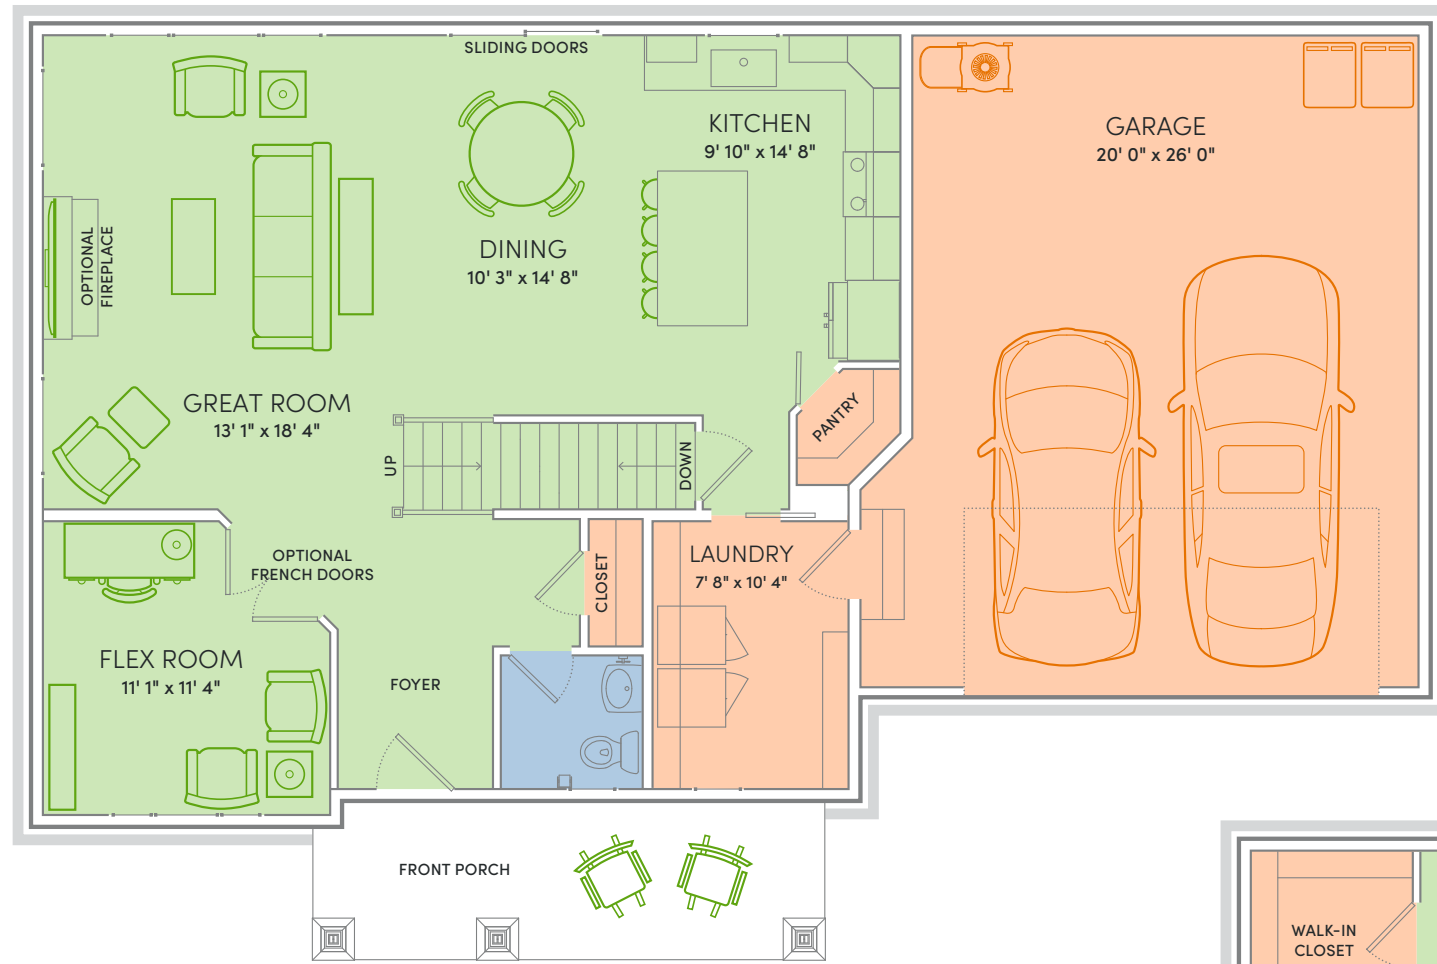 SLIDING DOORS
KITCHEN
9' 10" x 14' 8"
GARAGE
20' 0" x 26' 0"
OPTIONAL
FIREPLACE
DINING
10' 3" x 14' 8"
GREAT ROOM
13' 1" x 18' 4"
PANTRY
UP
DOWN
OPTIONAL
FRENCH DOORS
CLOSET
LAUNDRY
7' 8" x 10' 4"
FLEX ROOM
11' 1" x 11' 4"
FOYER
FRONT PORCH
WALK-IN
CLOSET